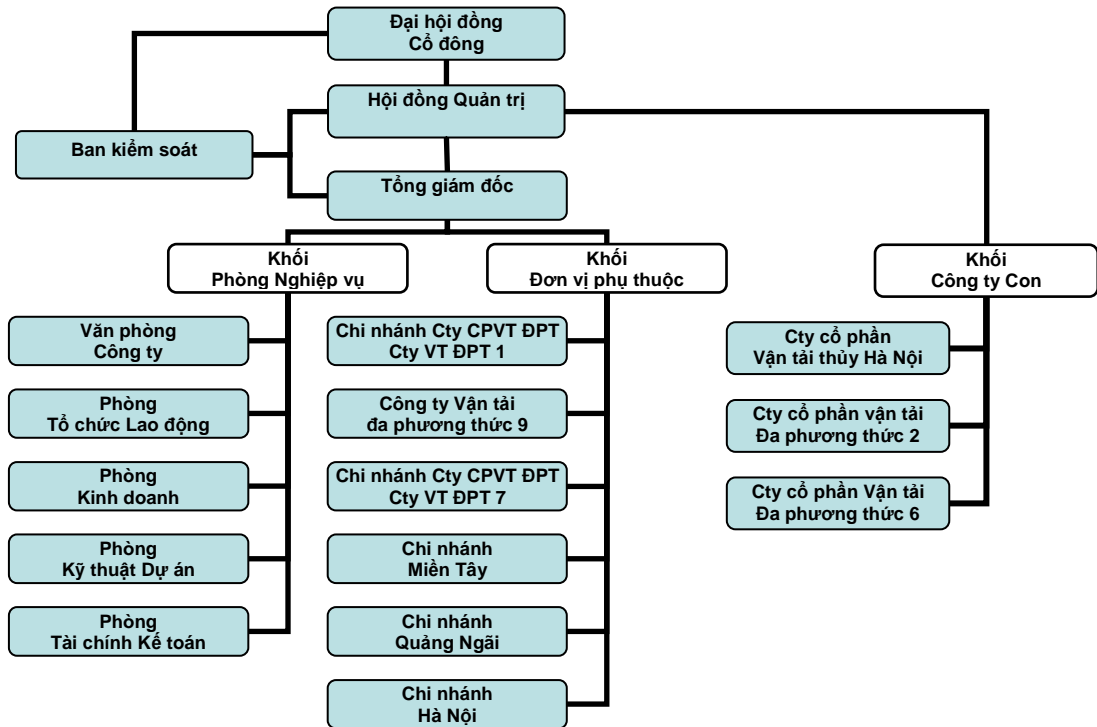 Đại hội đồng
Cổ đông
Hội đồng Quản trị
Ban kiểm soát
Tổng giám đốc
Khối
Phòng Nghiệp vụ
Khối
Đơn vị phụ thuộc
Khối
Công ty Con
Văn phòng
Công ty
Phòng
Tổ chức Lao động
Phòng
Kinh doanh
Phòng
Kỹ thuật Dự án
Phòng
Tài chính Kế toán
Chi nhánh Cty CPVT ĐPT
Cty VT ĐPT 1
Công ty Vận tải
đa phương thức 9
Chi nhánh Cty CPVT ĐPT
Cty VT ĐPT 7
Chi nhánh
Miền Tây
Chi nhánh
Quảng Ngãi
Chi nhánh
Hà Nội
Cty cổ phần
Vận tải thủy Hà Nội
Cty cổ phần vận tải
Đa phương thức 2
Cty cổ phần Vận tải
Đa phương thức 6